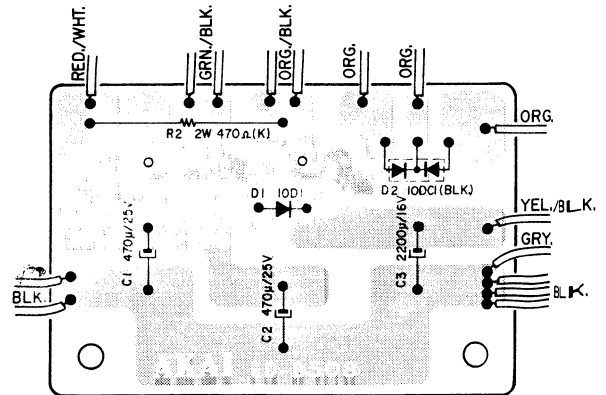 RED./WHT.
GRN./BLK.
ORG./BLK.
ORG.
ORG.
ORG.
R2 2W 470Ω(K)
D1 10D1
D2 10DC1(BLK.)
YEL./BLK.
GRY.
C1 470μ/25V
C2 470μ/25V
C3 2200μ/16V
BLK.
BLK.
AKAI